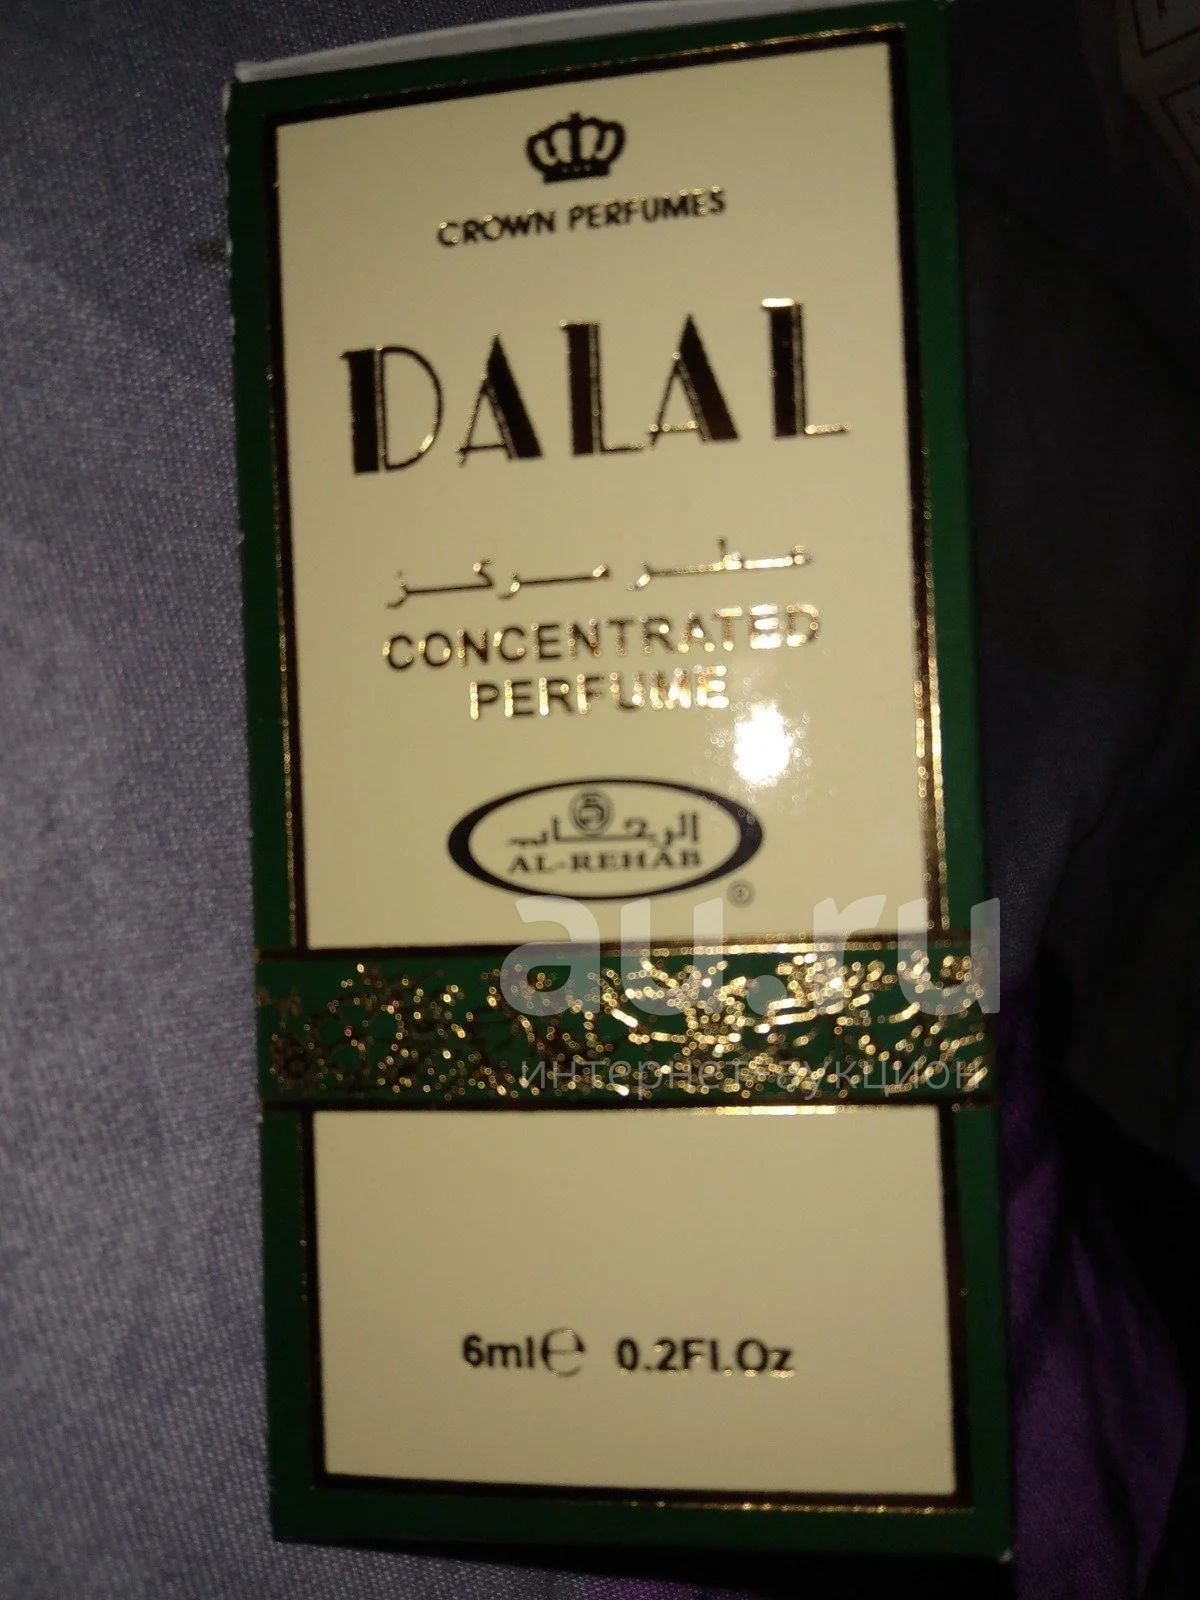 CROWN PERFUMES
DALAL
عطر مركز
CONCENTRATED
PERFUME
الرحاب
AL-REHAB
®
au.ru
интернет-аукцион
6ml℮ 0.2Fl.Oz